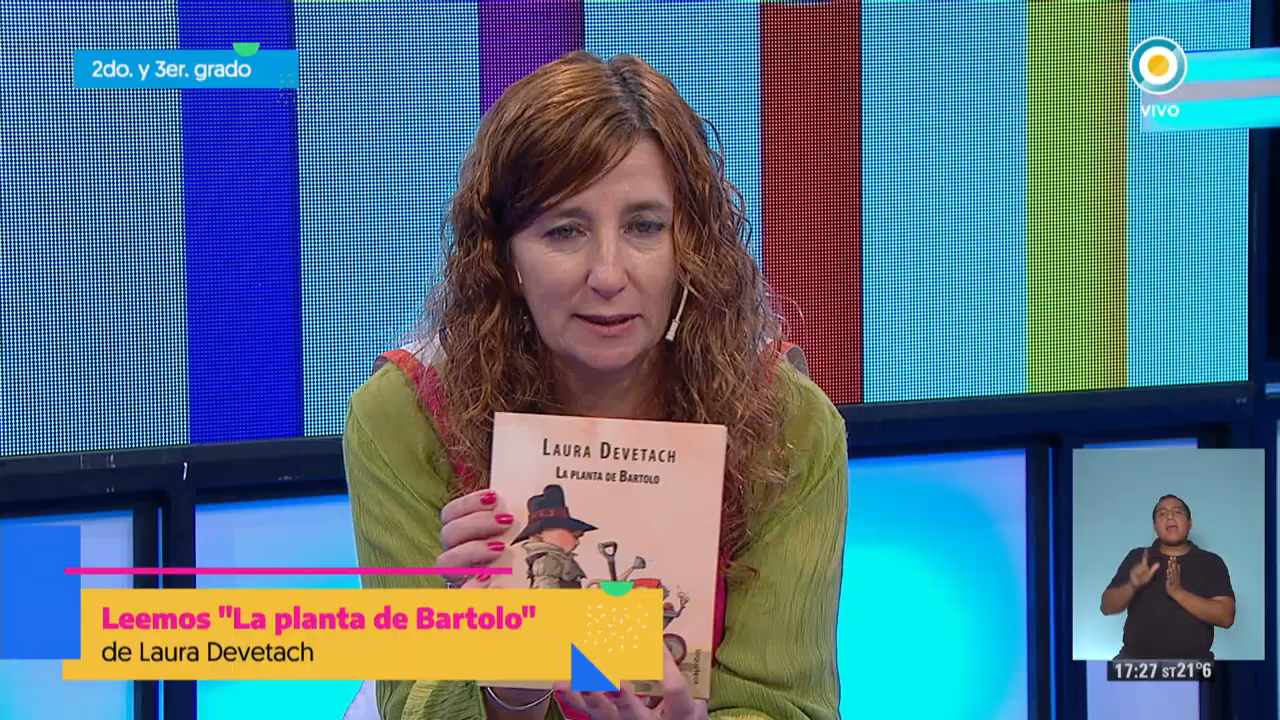 2do. y 3er. grado
VIVO
LAURA DEVETACH
LA PLANTA DE BARTOLO
Leemos "La planta de Bartolo"
de Laura Devetach
17:27 ST21°6